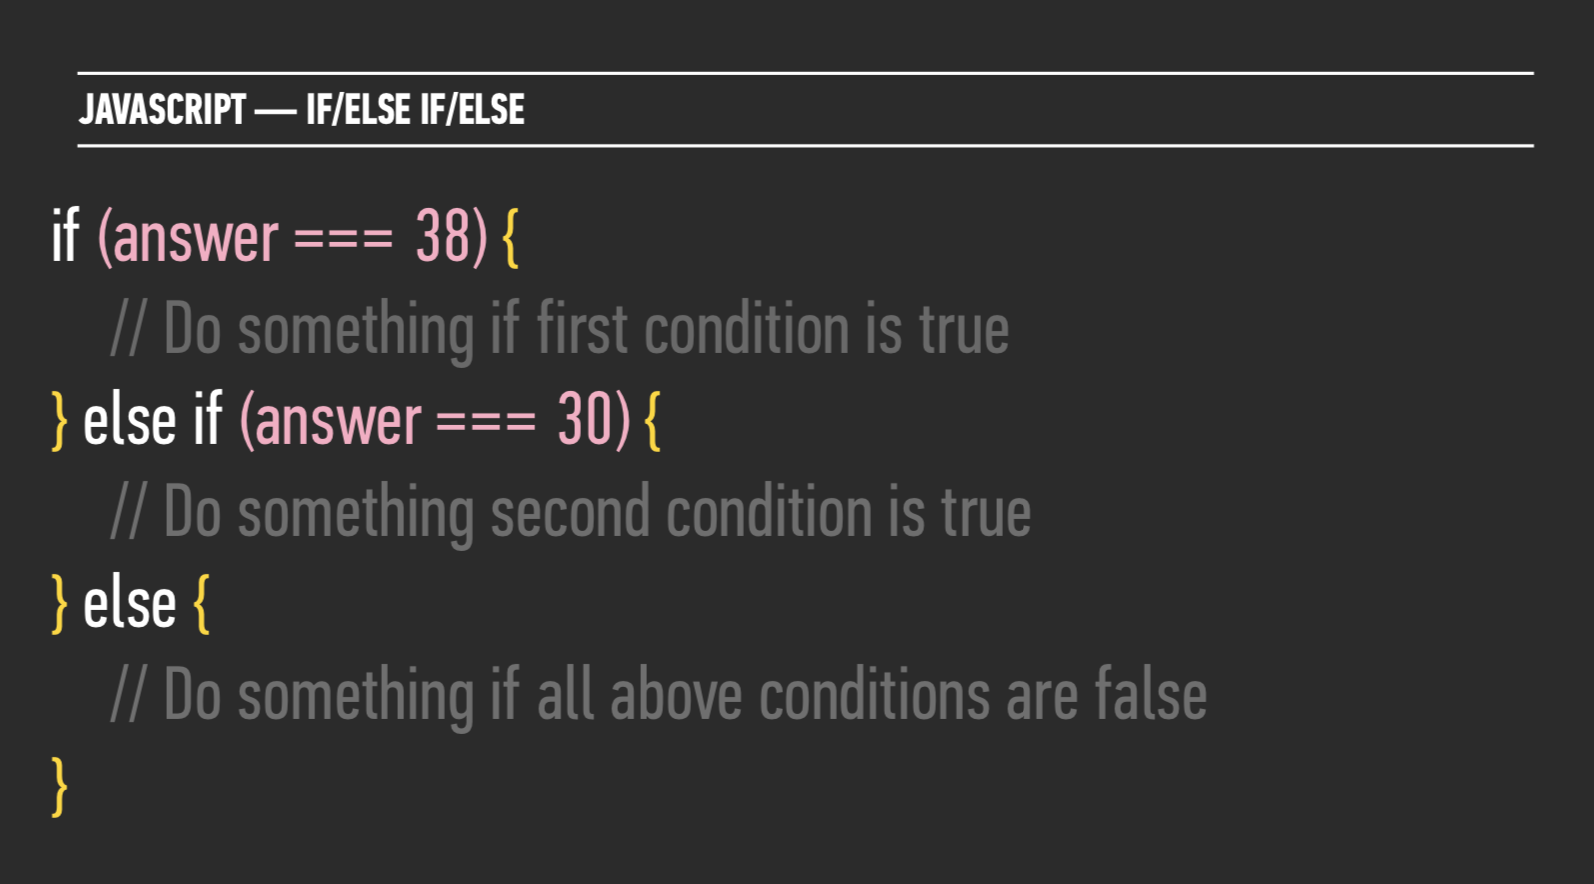 JAVASCRIPT — IF/ELSE IF/ELSE
if (answer === 38) {
// Do something if first condition is true
} else if (answer === 30) {
// Do something second condition is true
} else {
// Do something if all above conditions are false
}